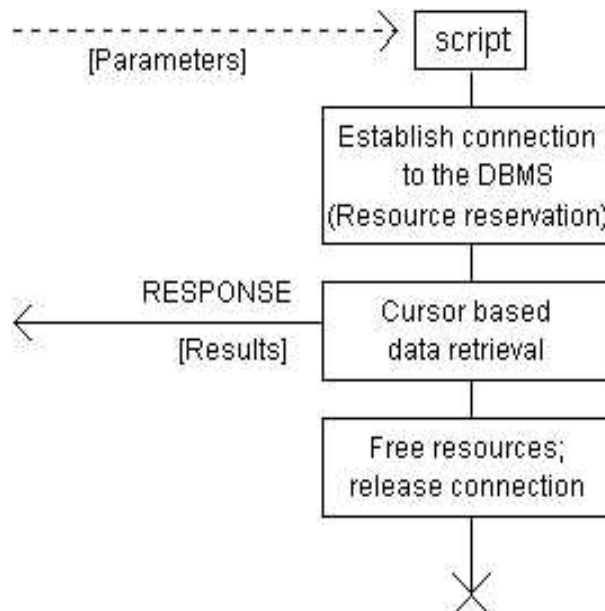 script
[Parameters]
Establish connection
to the DBMS
(Resource reservation)
RESPONSE
[Results]
Cursor based
data retrieval
Free resources;
release connection